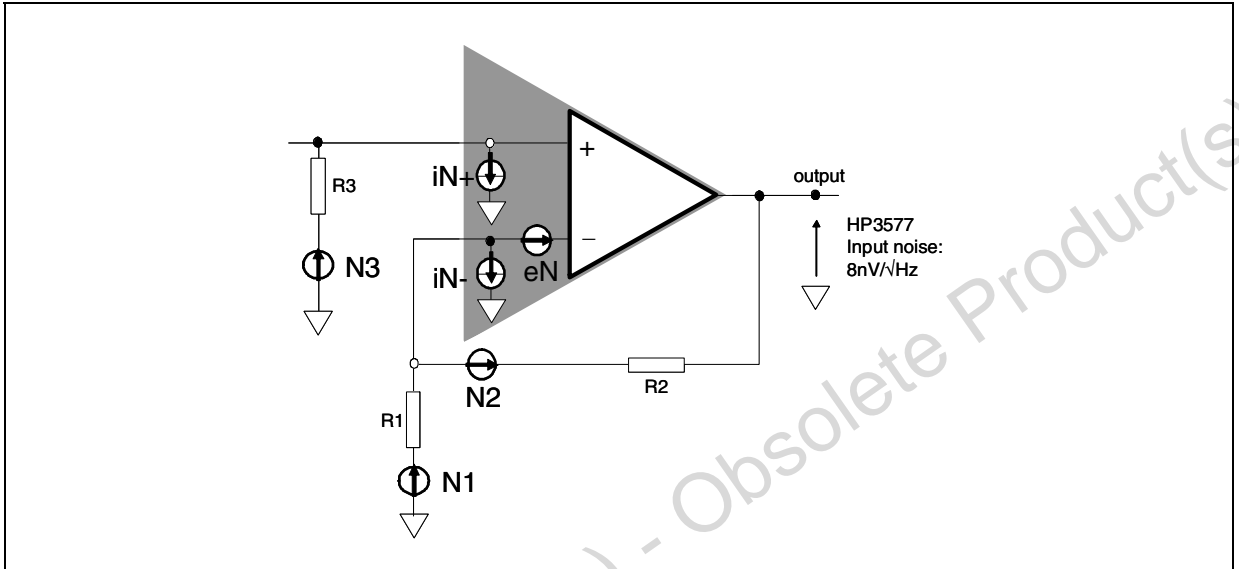 +
output
iN+
R3
HP3577
Input noise:
8nV/√Hz
N3
−
iN-
eN
N2
R2
R1
N1
) - Obsolete Product(s